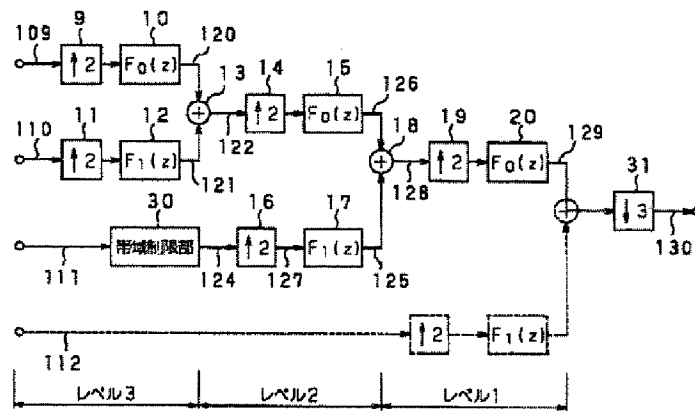 109 9 10 120
↑2 F₀(z) 13 14 15 126
110 11 12 ↑2 F₀(z) 18 19 20 129
↑2 F₁(z) 122 ↑2 F₀(z) 31
121 128 ↓3
30 16 17 130
帯域制限部 ↑2 F₁(z)
111 124 127 125
↑2 F₁(z)
112
レベル3 レベル2 レベル1